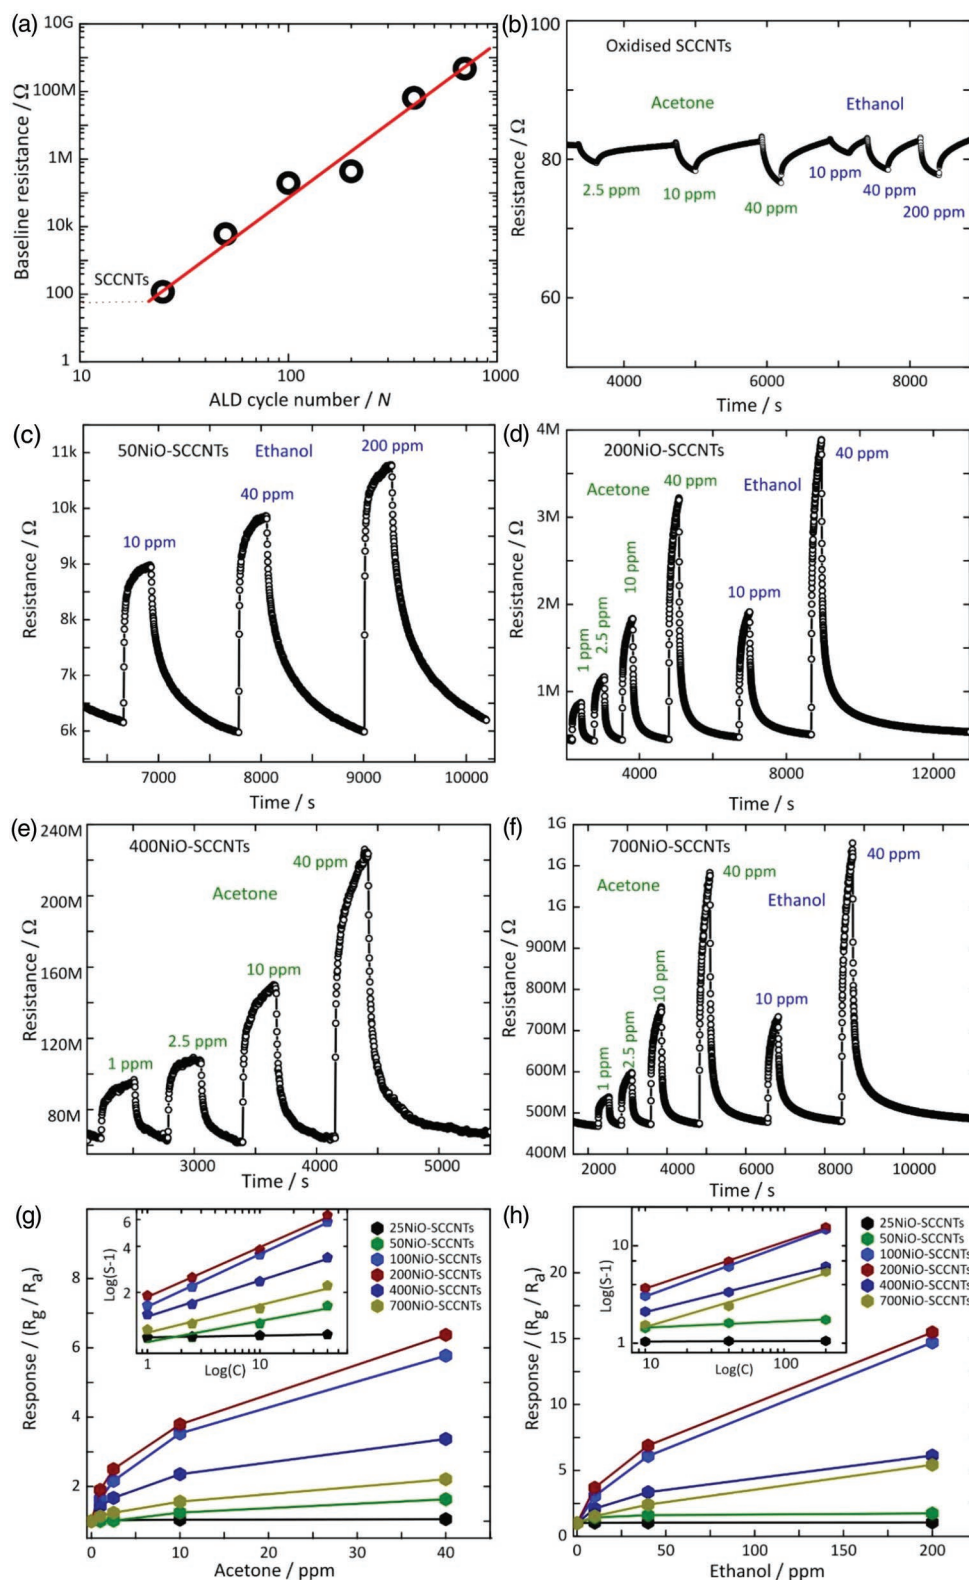 (a)
10G
100M
1M
10k
100
1
Baseline resistance / Ω
SCCNTs
10
100
1000
ALD cycle number / N
(b)
100
80
60
Resistance / Ω
Oxidised SCCNTs
Acetone
Ethanol
2.5 ppm
10 ppm
40 ppm
10 ppm
40 ppm
200 ppm
4000
6000
8000
Time / s
(c)
11k
10k
9k
8k
7k
6k
Resistance / Ω
50NiO-SCCNTs
Ethanol
10 ppm
40 ppm
200 ppm
7000
8000
9000
10000
Time / s
(d)
4M
3M
2M
1M
Resistance / Ω
200NiO-SCCNTs
Acetone
Ethanol
1 ppm
2.5 ppm
10 ppm
40 ppm
10 ppm
40 ppm
4000
8000
12000
Time / s
(e)
240M
200M
160M
120M
80M
Resistance / Ω
400NiO-SCCNTs
Acetone
1 ppm
2.5 ppm
10 ppm
40 ppm
3000
4000
5000
Time / s
(f)
1G
1G
900M
800M
700M
600M
500M
400M
Resistance / Ω
700NiO-SCCNTs
Acetone
Ethanol
1 ppm
2.5 ppm
10 ppm
40 ppm
10 ppm
40 ppm
2000
4000
6000
8000
10000
Time / s
(g)
8
6
4
2
Response / (Rg / Ra)
6
4
2
Log(S-1)
1
10
Log(C)
25NiO-SCCNTs
50NiO-SCCNTs
100NiO-SCCNTs
200NiO-SCCNTs
400NiO-SCCNTs
700NiO-SCCNTs
0
10
20
30
40
Acetone / ppm
(h)
20
15
10
5
0
Response / (Rg / Ra)
10
1
Log(S-1)
10
100
Log(C)
25NiO-SCCNTs
50NiO-SCCNTs
100NiO-SCCNTs
200NiO-SCCNTs
400NiO-SCCNTs
700NiO-SCCNTs
0
50
100
150
200
Ethanol / ppm